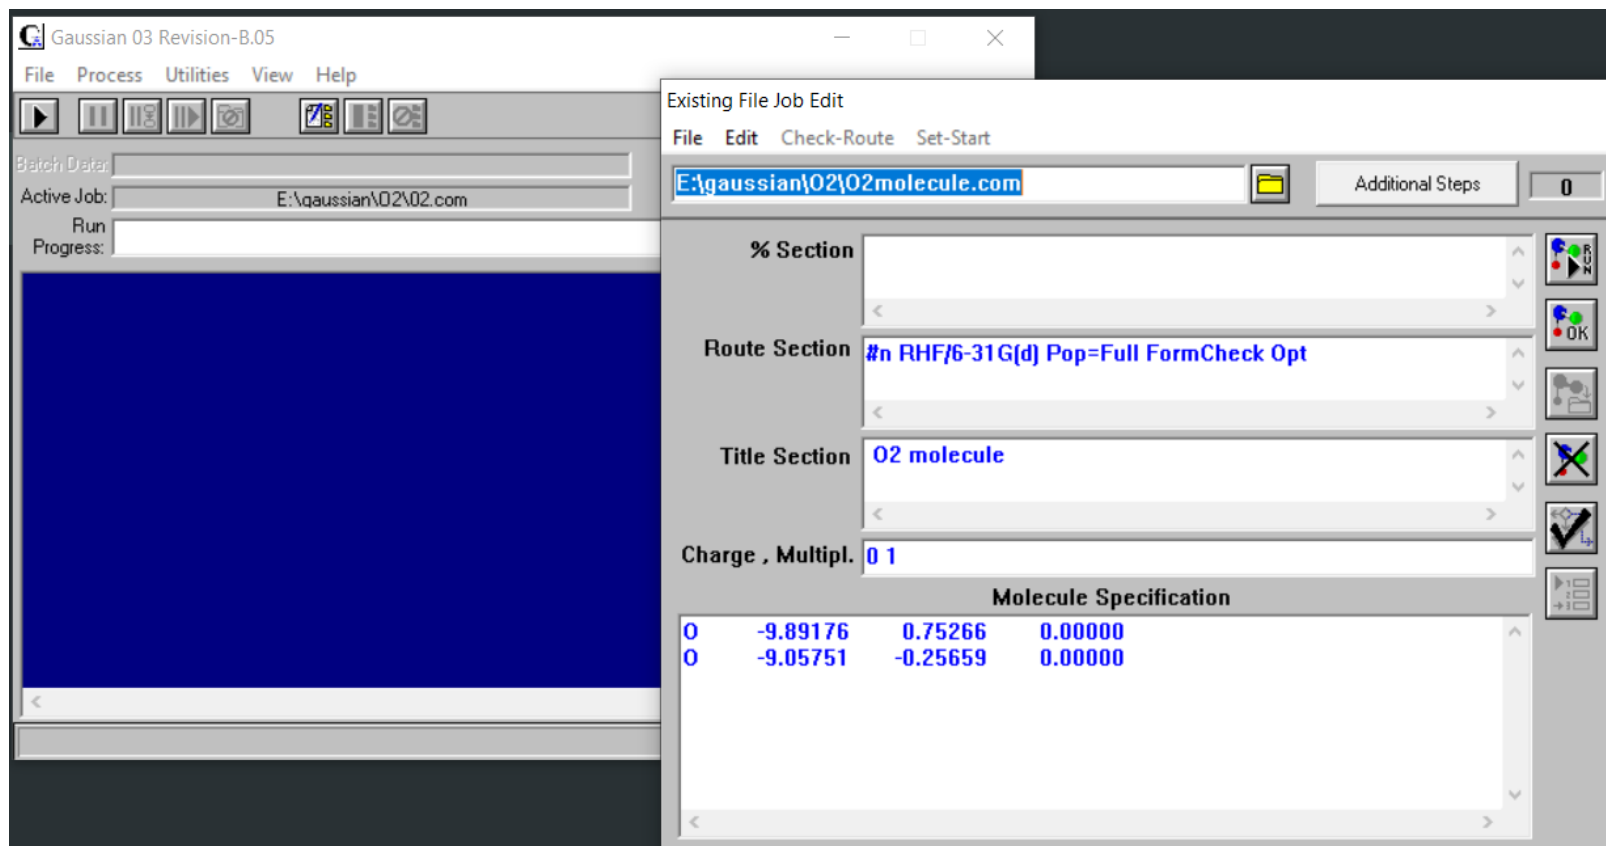 Gaussian 03 Revision-B.05
File Process Utilities View Help
Batch Data:
Active Job: E:\gaussian\O2\02.com
Run
Progress:
Existing File Job Edit
File Edit Check-Route Set-Start
E:\gaussian\O2\O2molecule.com
Additional Steps
0
% Section
RUN
OK
Route Section #n RHF/6-31G(d) Pop=Full FormCheck Opt
Title Section O2 molecule
Charge , Multipl. 0 1
Molecule Specification
O -9.89176 0.75266 0.00000
O -9.05751 -0.25659 0.00000